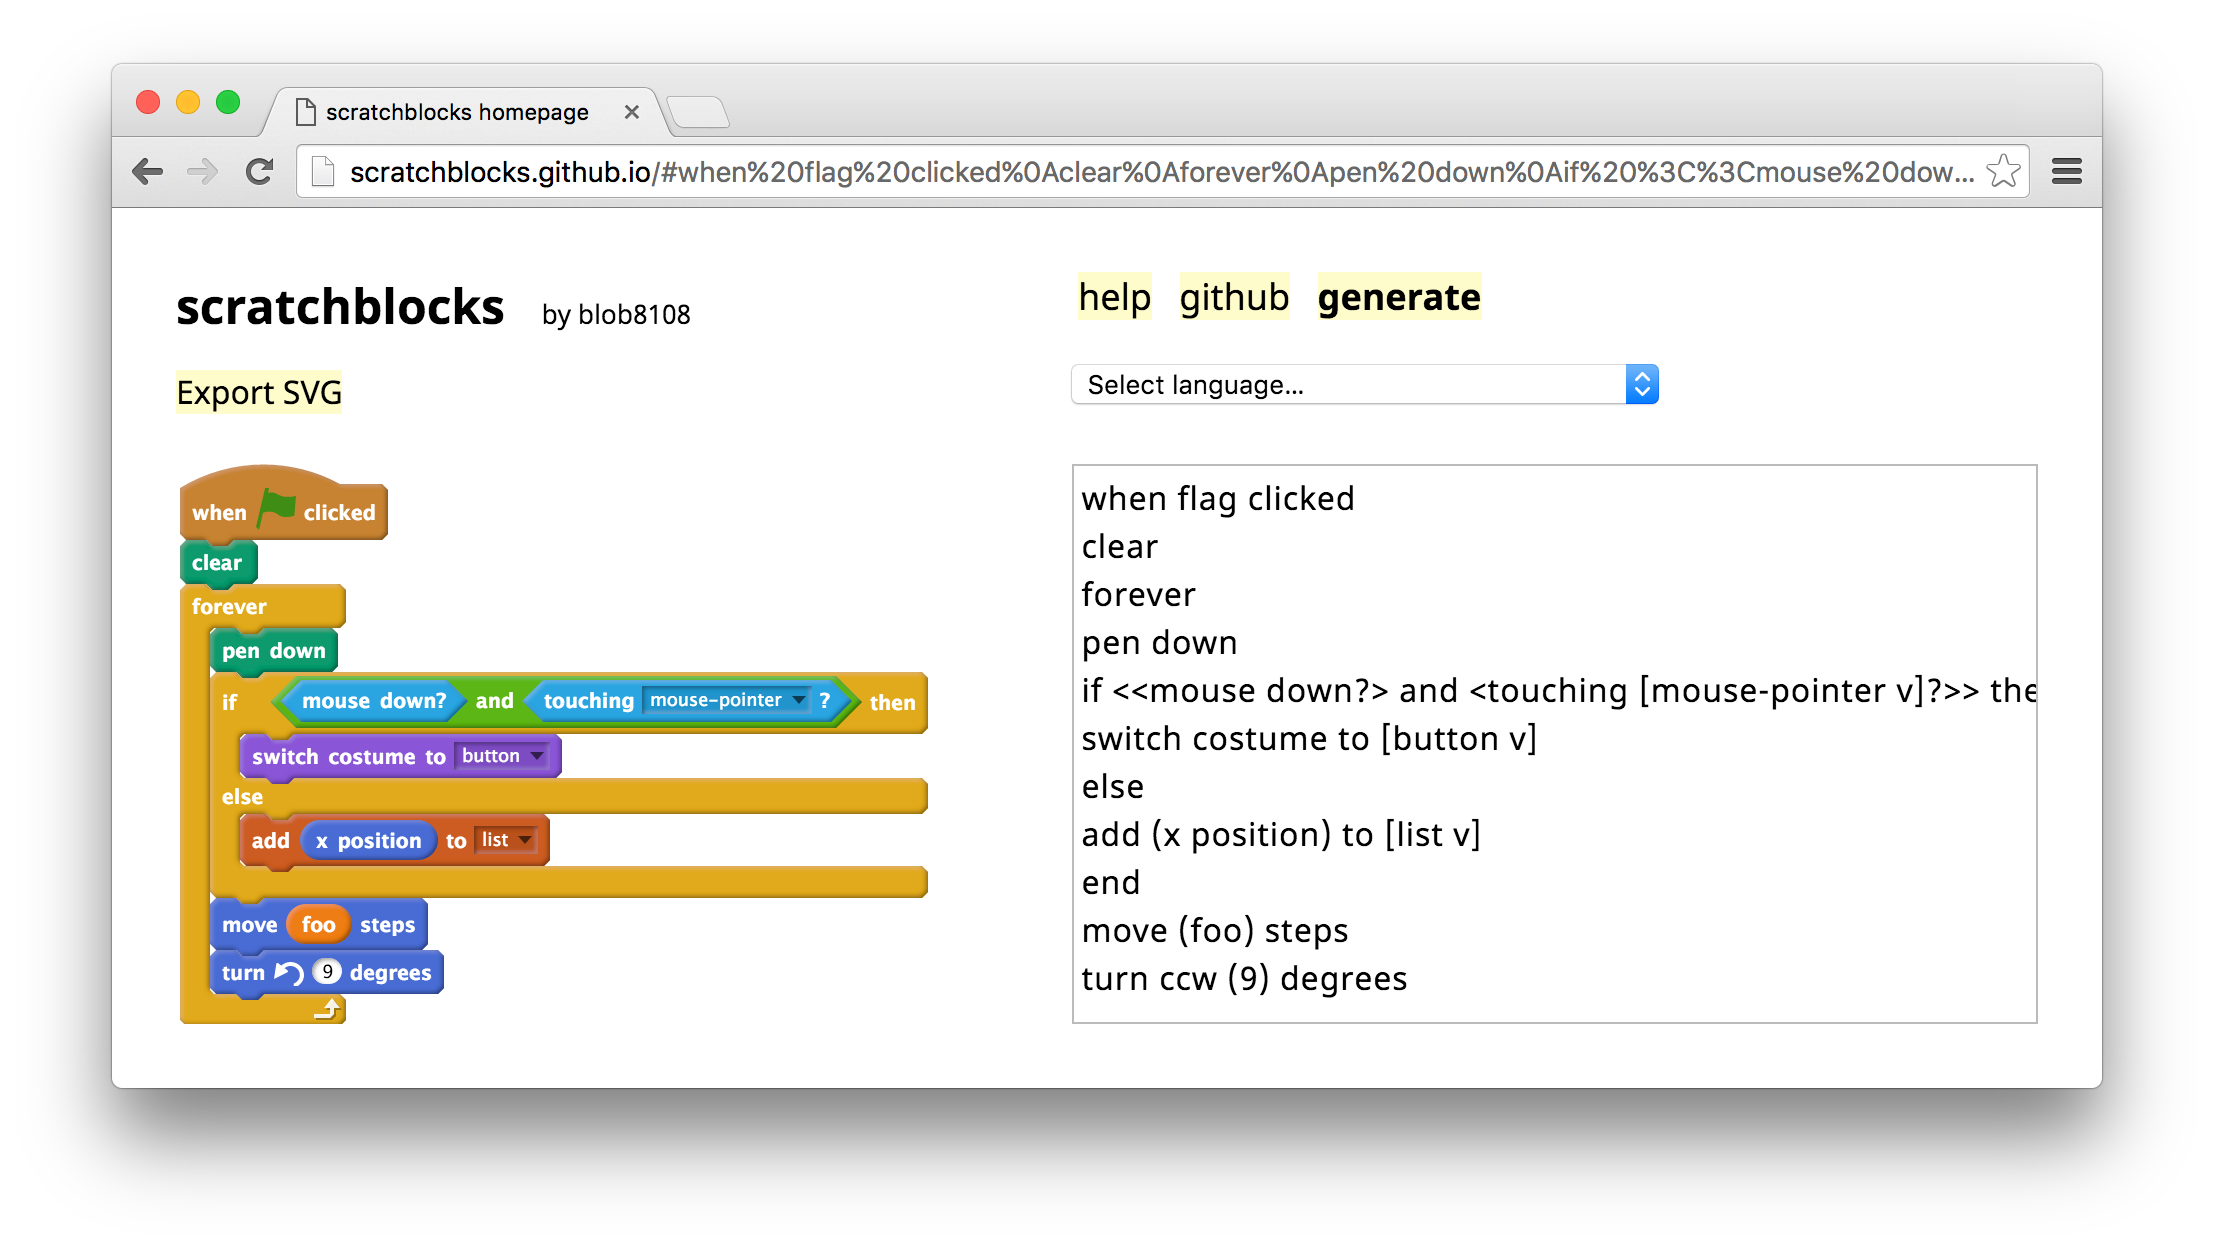 scratchblocks homepage
scratchblocks.github.io/#when%20flag%20clicked%0Aclear%0Aforever%0Apen%20down%0Aif%20%3C%3Cmouse%20dow...
scratchblocks by blob8108
help github generate
Export SVG
Select language...
when clicked
clear
forever
pen down
if mouse down? and touching mouse-pointer ? then
switch costume to button
else
add x position to list
move foo steps
turn 9 degrees
when flag clicked
clear
forever
pen down
if <<mouse down?> and <touching [mouse-pointer v]?>> the
switch costume to [button v]
else
add (x position) to [list v]
end
move (foo) steps
turn ccw (9) degrees